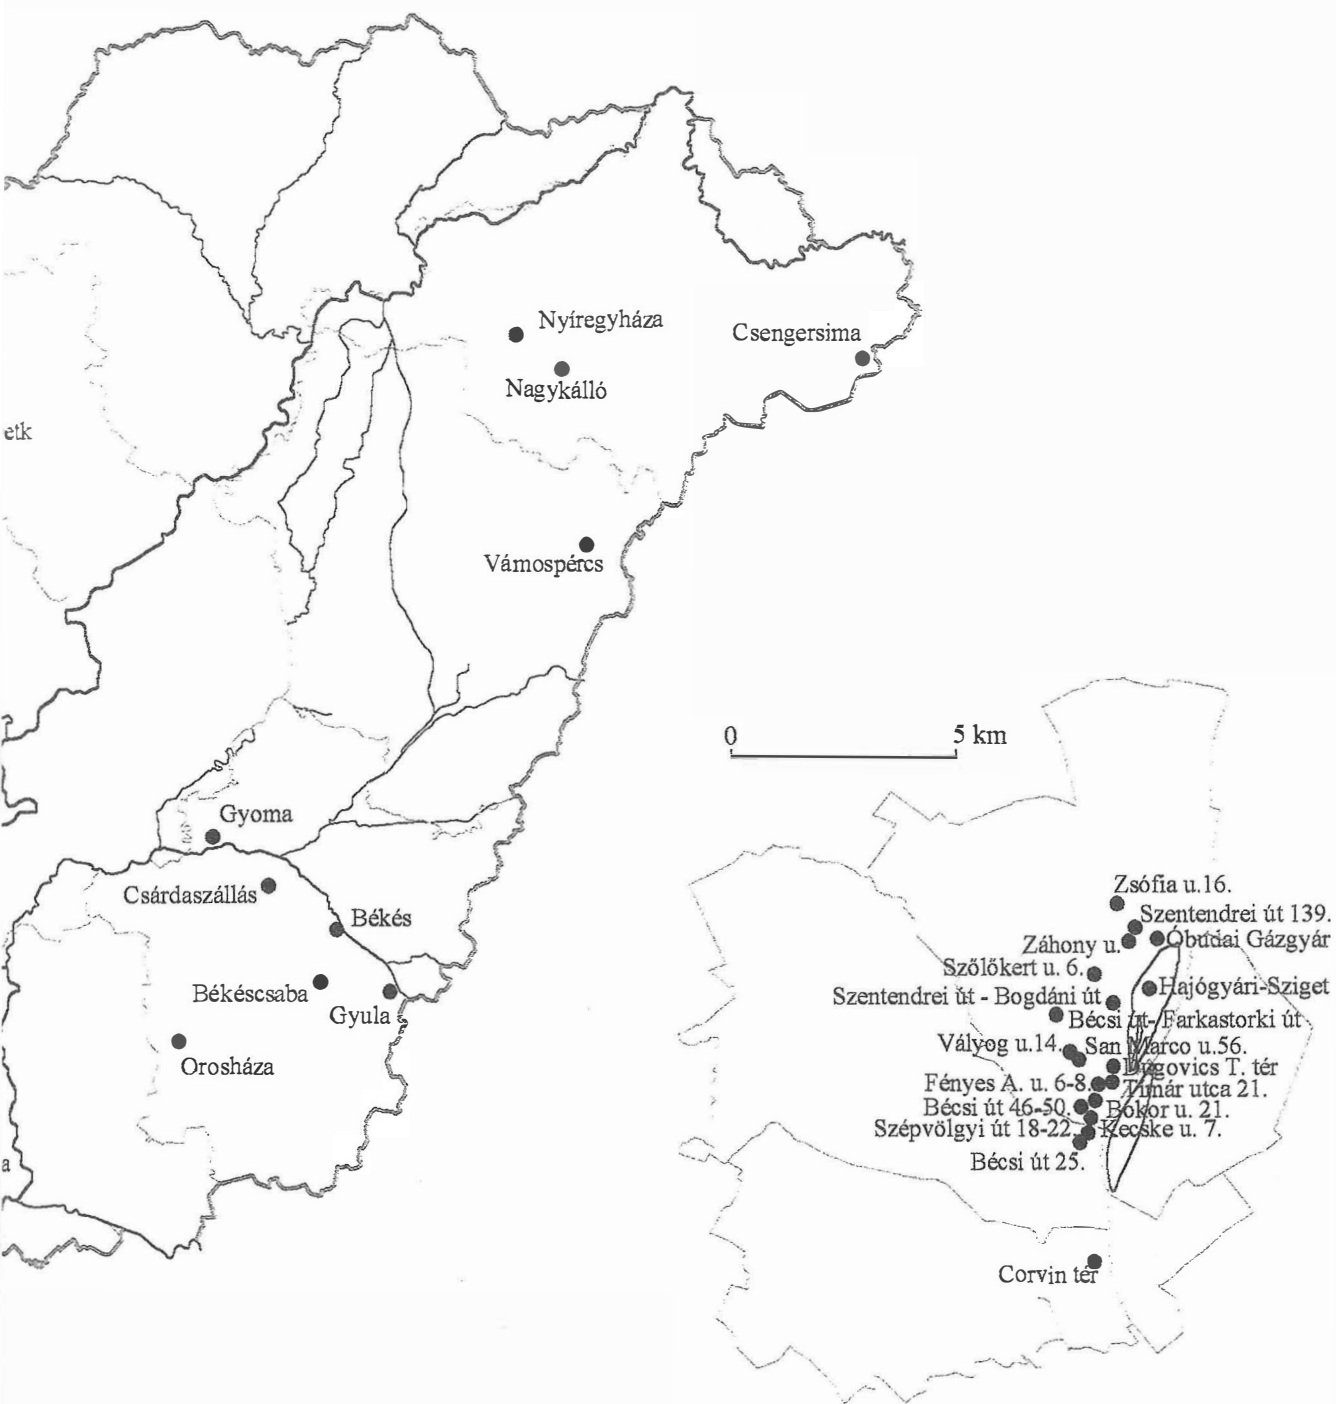 Nyíregyháza
Csengersima
Nagykálló
etk
Vámospércs
0
5 km
Gyoma
Csárdaszállás
Békés
Békéscsaba
Gyula
Orosháza
a
Zsófia u.16.
Szentendrei út 139.
Záhony u.
Óbudai Gázgyár
Szőlőkert u. 6.
Hajógyári-Sziget
Szentendrei út - Bogdáni út
Bécsi út- Farkastorki út
Vályog u.14.
San Marco u.56.
Dugovics T. tér
Fényes A. u. 6-8.
Tímár utca 21.
Bécsi út 46-50.
Bokor u. 21.
Szépvölgyi út 18-22.
Kecske u. 7.
Bécsi út 25.
Corvin tér